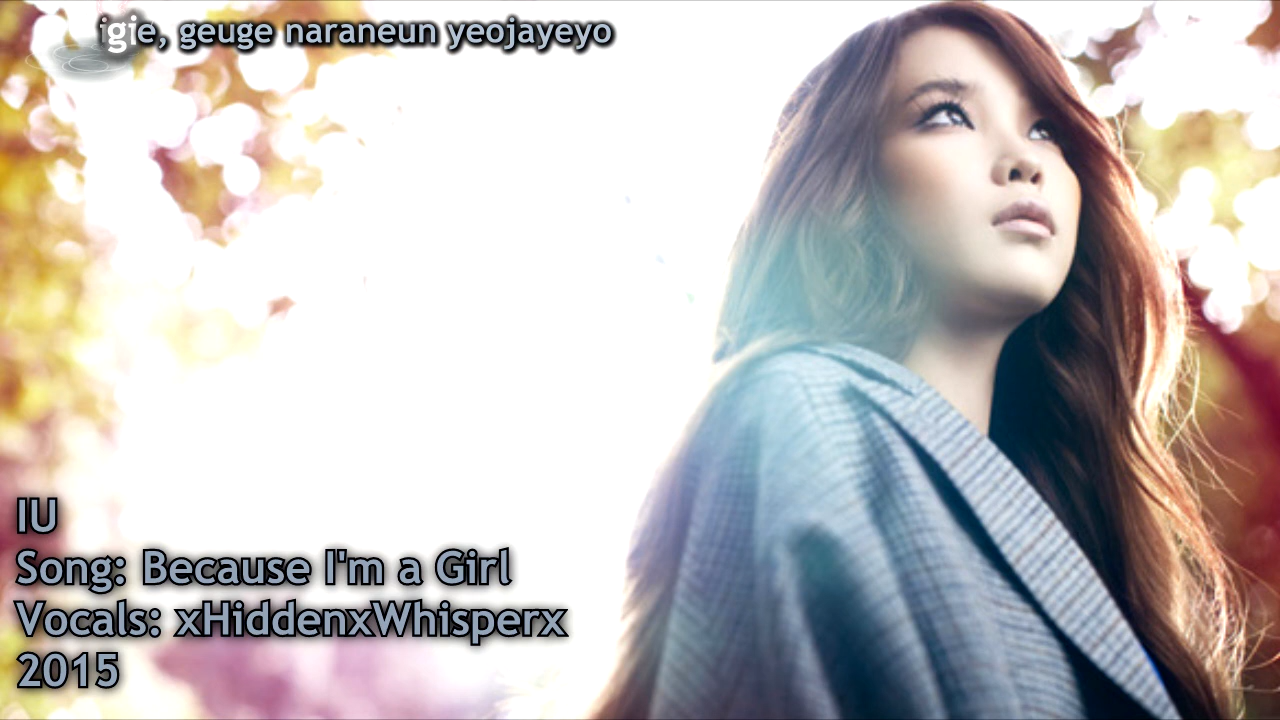 igie, geuge naraneun yeojayeyo
IU
Song: Because I'm a Girl
Vocals: xHiddenxWhisperx
2015